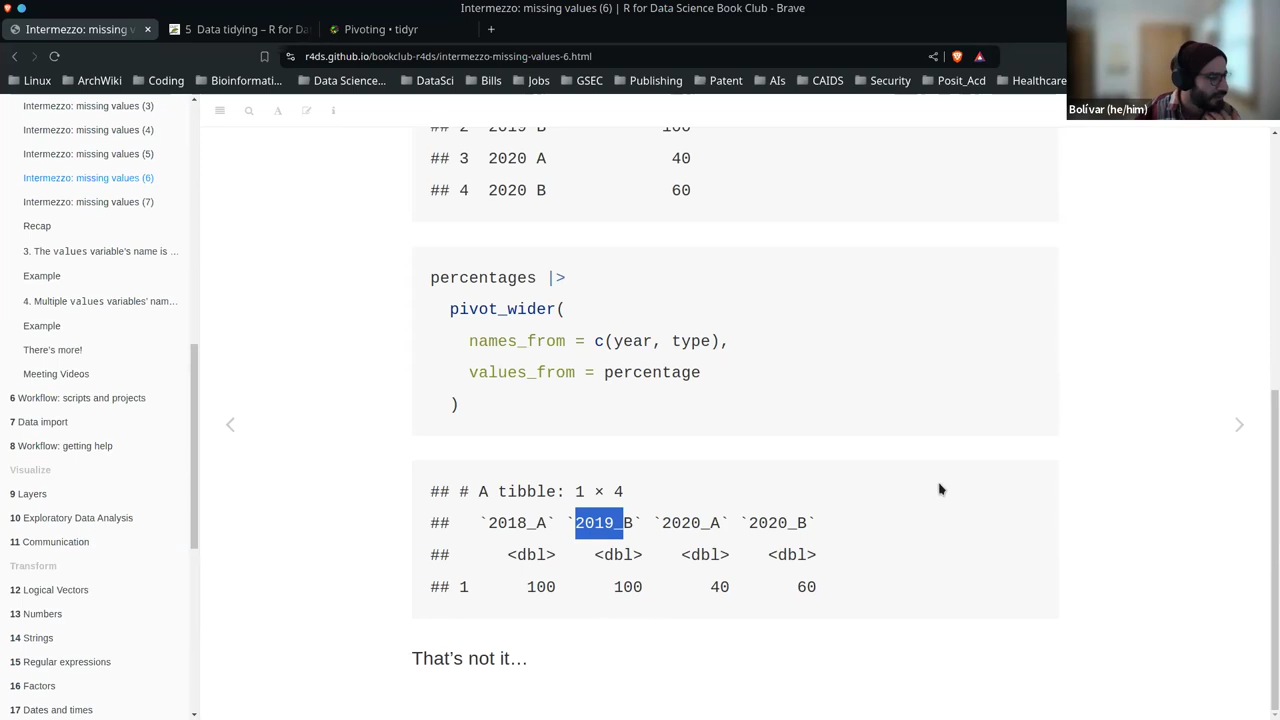 Intermezzo: missing values (6) | R for Data Science Book Club - Brave
Intermezzo: missing v
5 Data tidying – R for Da
Pivoting • tidyr
r4ds.github.io/bookclub-r4ds/intermezzo-missing-values-6.html
Linux
ArchWiki
Coding
Bioinformati...
Data Science...
DataSci
Bills
Jobs
GSEC
Publishing
Patent
AIs
CAIDS
Security
Posit_Acd
Healthcare
Bolívar (he/him)
Intermezzo: missing values (3)
Intermezzo: missing values (4)
Intermezzo: missing values (5)
Intermezzo: missing values (6)
Intermezzo: missing values (7)
Recap
3. The values variable's name is ...
Example
4. Multiple values variables' nam...
Example
There's more!
Meeting Videos
6 Workflow: scripts and projects
7 Data import
8 Workflow: getting help
Visualize
9 Layers
10 Exploratory Data Analysis
11 Communication
Transform
12 Logical Vectors
13 Numbers
14 Strings
15 Regular expressions
16 Factors
17 Dates and times
## 2  2019 B            100
## 3  2020 A             40
## 4  2020 B             60
percentages |>
  pivot_wider(
    names_from = c(year, type),
    values_from = percentage
  )
## # A tibble: 1 × 4
##   `2018_A` `2019_B` `2020_A` `2020_B`
##      <dbl>    <dbl>    <dbl>    <dbl>
## 1      100      100       40       60
That's not it…